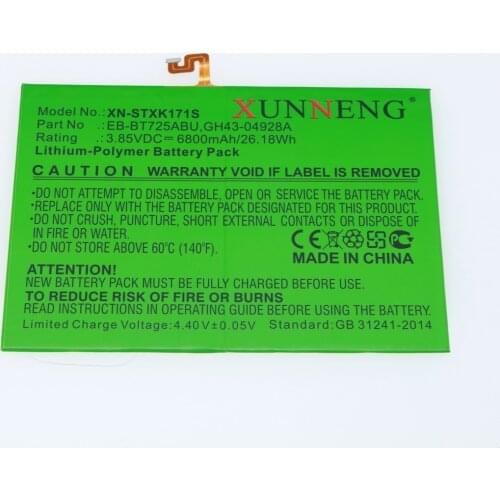 Model No.:XN-STXK171S
XUNNENG
Part No :EB-BT725ABU,GH43-04928A
Rating :3.85VDC⎓6800mAh/26.18Wh
Lithium-Polymer Battery Pack
CAUTION WARRANTY VOID IF LABEL IS REMOVED
•DO NOT ATTEMPT TO DISASSEMBLE, OPEN OR SERVICE THE BATTERY PACK.
•REPLACE WITH BATTERY PACK DESIGNATED FOR THIS PRODUCT.
•DO NOT CRUSH, PUNCTURE, SHORT EXTERNAL CONTACTS OR DISPOSE OF
IN FIRE OR WATER.
•DO NOT STORE ABOVE 60℃ (140℉).
CE
MADE IN CHINA
ATTENTION!
NEW BATTERY PACK MUST BE FULLY CHARGED BEFORE USE
TO REDUCE RISK OF FIRE OR BURNS
READ INSTRUCTIONS IN OPERATING GUIDE BEFORE USING BATTERY
Limited Charge Voltage:4.40V±0.05V Standard:GB 31241-2014